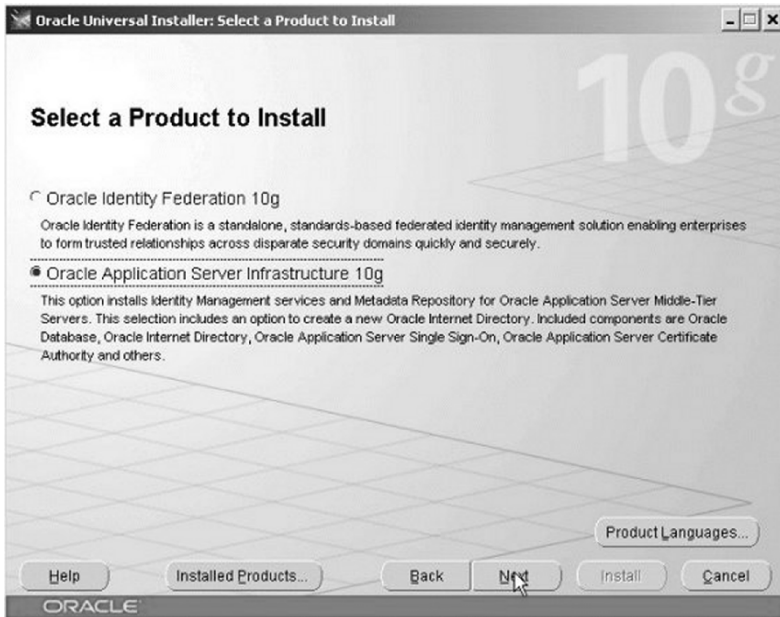 Oracle Universal Installer: Select a Product to Install
10g
Select a Product to Install
Oracle Identity Federation 10g
Oracle Identity Federation is a standalone, standards-based federated identity management solution enabling enterprises
to form trusted relationships across disparate security domains quickly and securely.
Oracle Application Server Infrastructure 10g
This option installs Identity Management services and Metadata Repository for Oracle Application Server Middle-Tier
Servers. This selection includes an option to create a new Oracle Internet Directory. Included components are Oracle
Database, Oracle Internet Directory, Oracle Application Server Single Sign-On, Oracle Application Server Certificate
Authority and others.
Product Languages...
Help Installed Products... Back Next Install Cancel
ORACLE